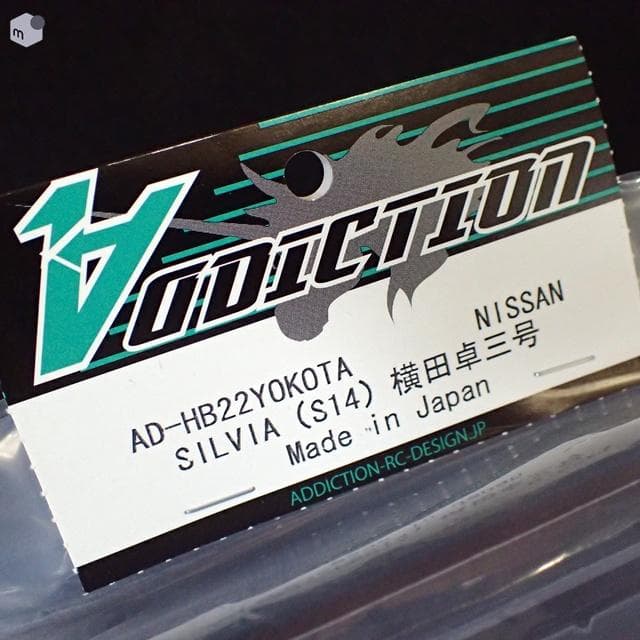 m
ADDICTION
AD-HB22YOKOTA NISSAN
SILVIA (S14) 横田卓三号
Made in Japan
ADDICTION-RC-DESIGN.JP